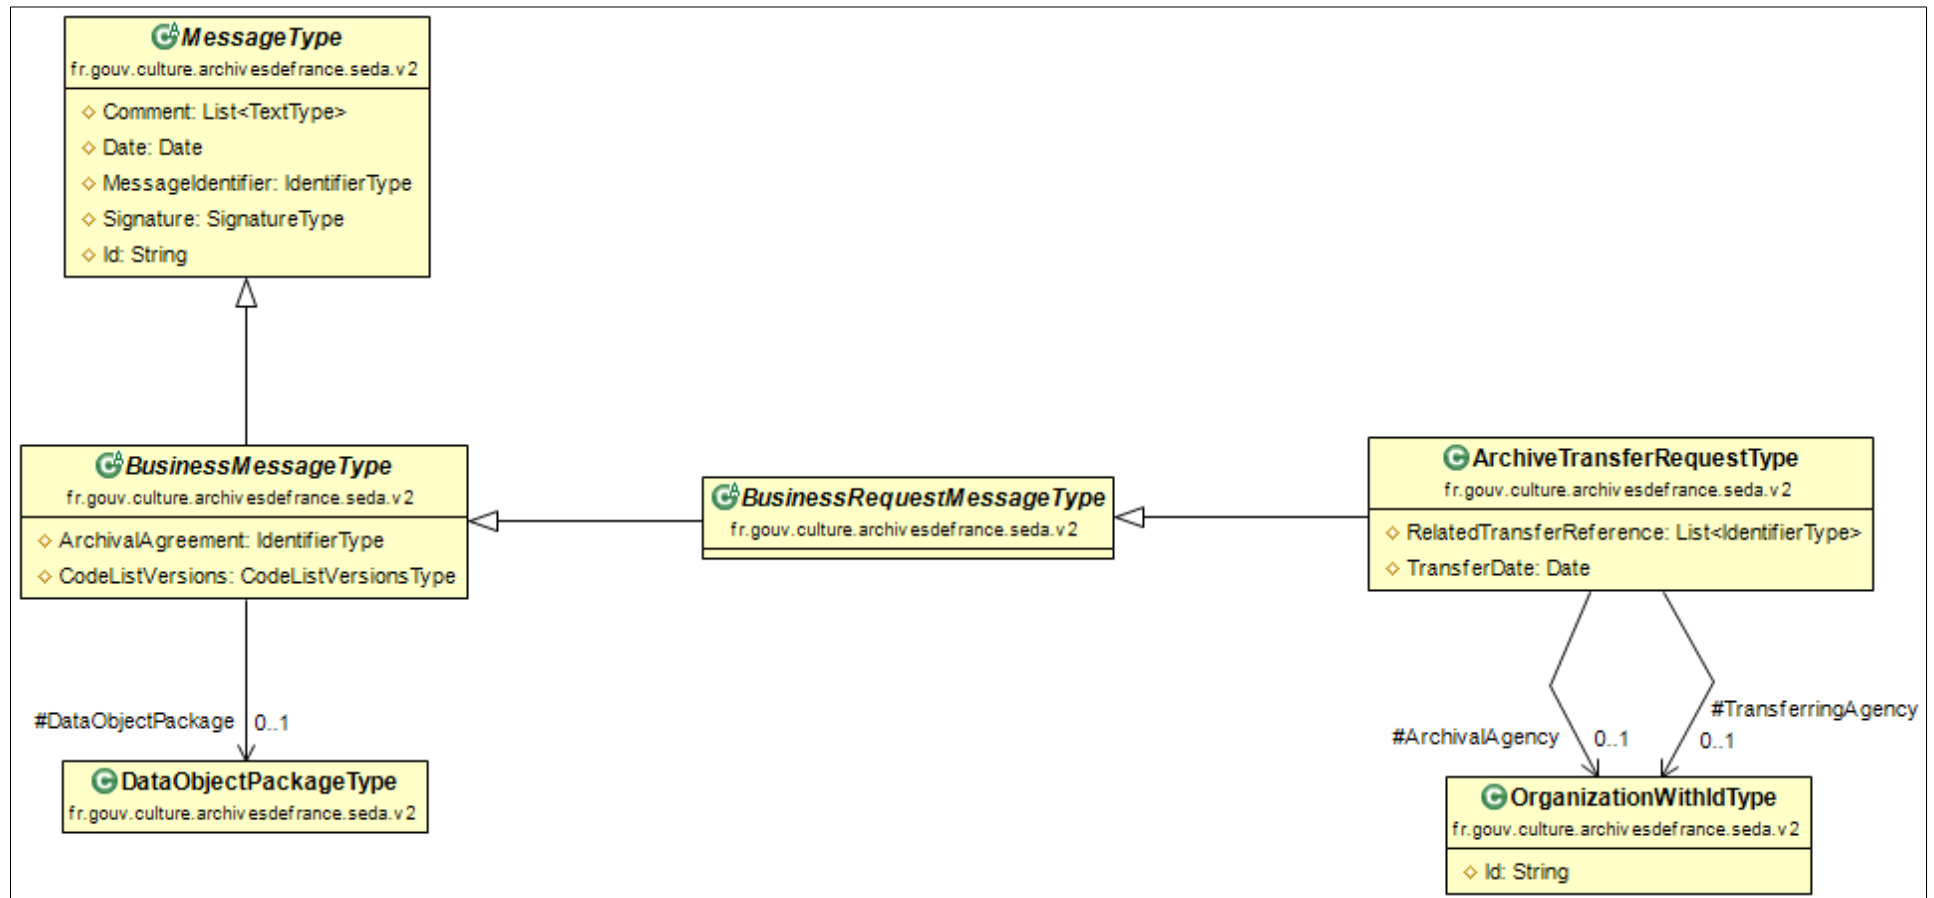 MessageType
fr.gouv.culture.archivesdefrance.seda.v2
Comment: List<TextType>
Date: Date
MessageIdentifier: IdentifierType
Signature: SignatureType
Id: String
BusinessMessageType
fr.gouv.culture.archivesdefrance.seda.v2
ArchivalAgreement: IdentifierType
CodeListVersions: CodeListVersionsType
BusinessRequestMessageType
fr.gouv.culture.archivesdefrance.seda.v2
ArchiveTransferRequestType
fr.gouv.culture.archivesdefrance.seda.v2
RelatedTransferReference: List<IdentifierType>
TransferDate: Date
#DataObjectPackage 0..1
#ArchivalAgency 0..1
#TransferringAgency
0..1
DataObjectPackageType
fr.gouv.culture.archivesdefrance.seda.v2
OrganizationWithIdType
fr.gouv.culture.archivesdefrance.seda.v2
Id: String